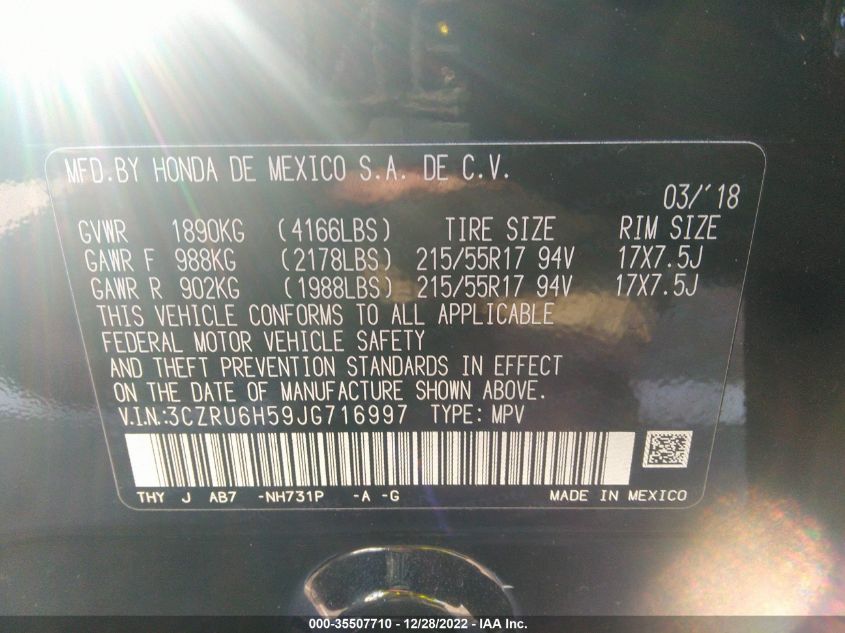 MFD.BY HONDA DE MEXICO S.A. DE C.V.
03/'18
GVWR 1890KG (4166LBS) TIRE SIZE RIM SIZE
GAWR F 988KG (2178LBS) 215/55R17 94V 17X7.5J
GAWR R 902KG (1988LBS) 215/55R17 94V 17X7.5J
THIS VEHICLE CONFORMS TO ALL APPLICABLE
FEDERAL MOTOR VEHICLE SAFETY
AND THEFT PREVENTION STANDARDS IN EFFECT
ON THE DATE OF MANUFACTURE SHOWN ABOVE.
V.I.N.:3CZRU6H59JG716997 TYPE: MPV
THY J AB7 -NH731P -A -G MADE IN MEXICO
000-35507710 - 12/28/2022 - IAA Inc.